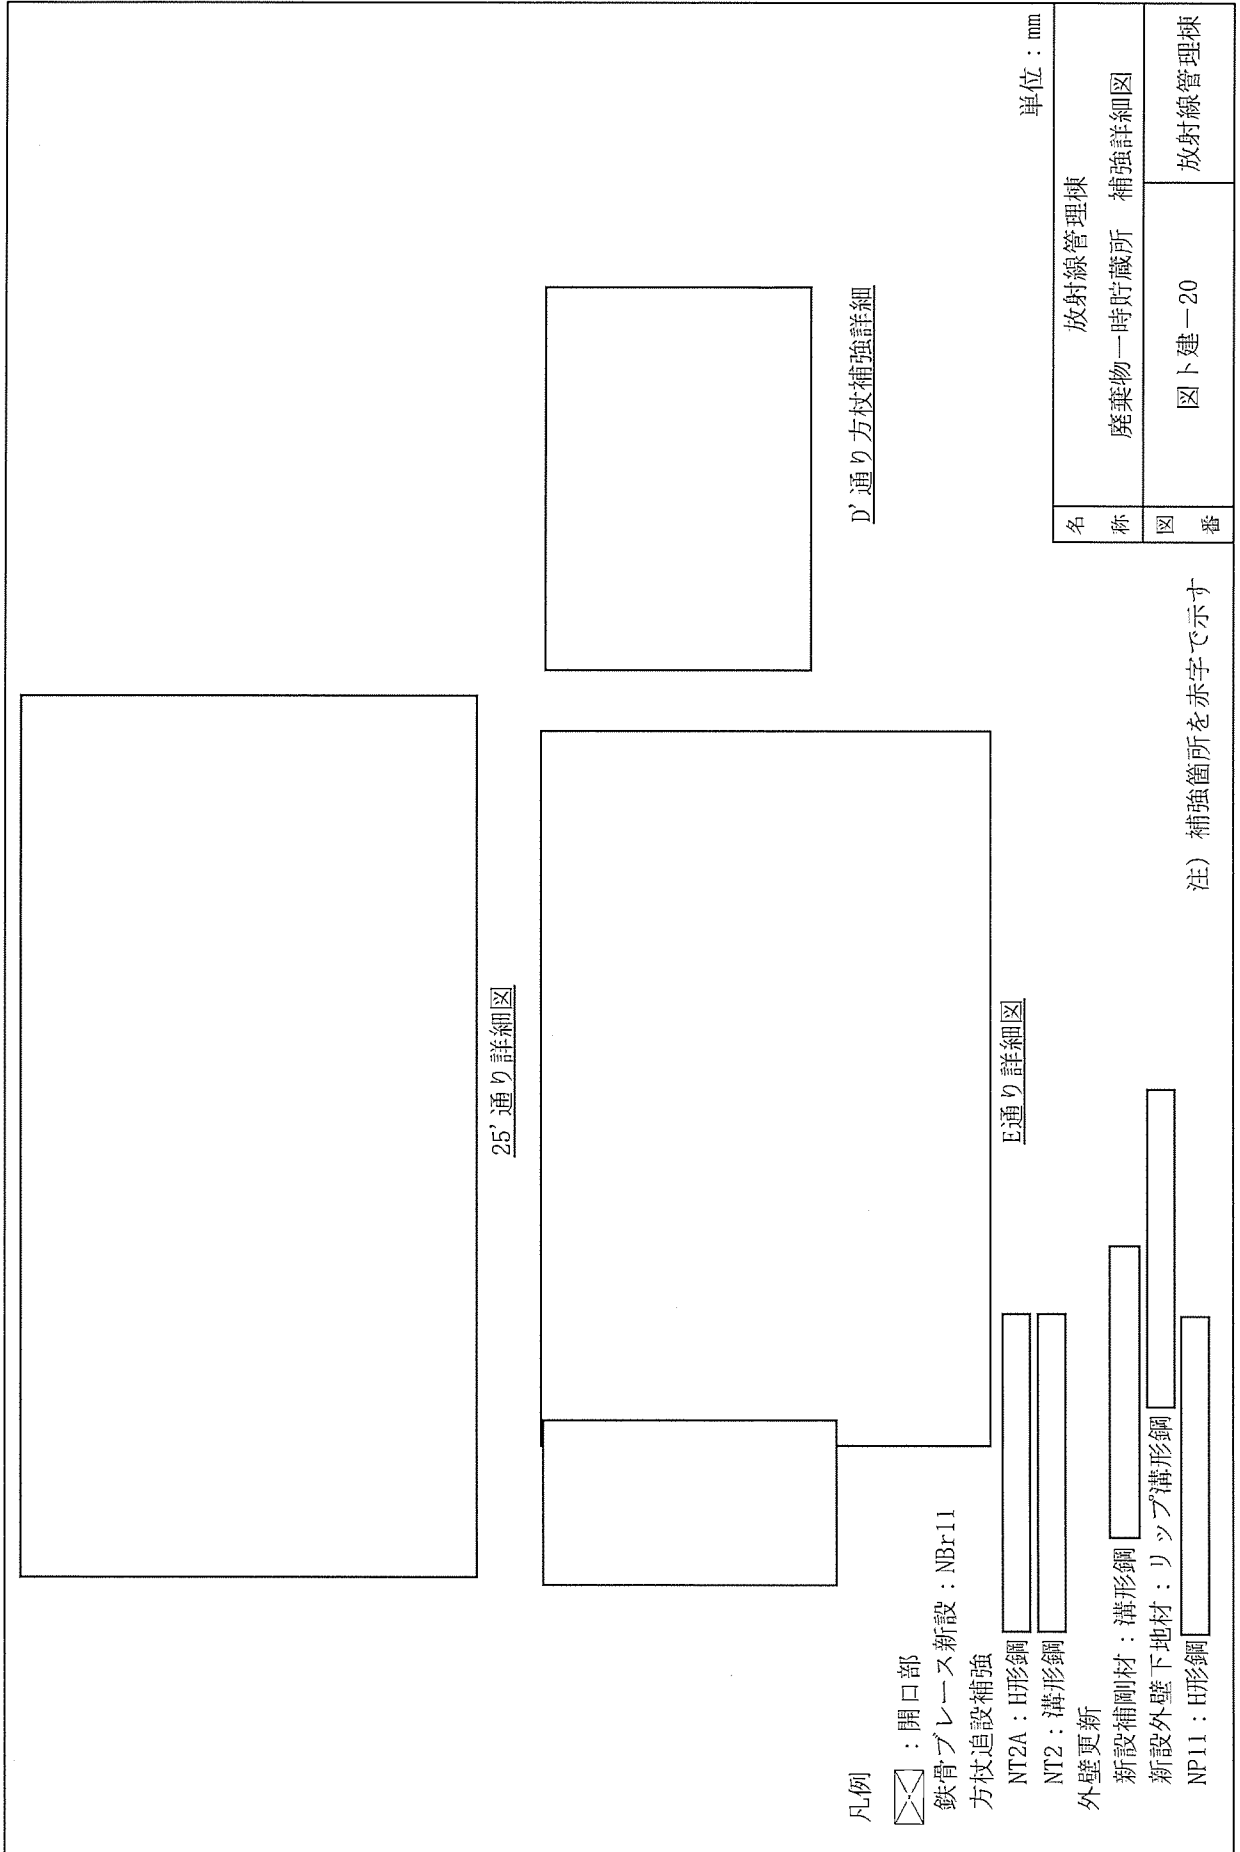 25’通り詳細図
D’通り方杖補強詳細
E通り詳細図
凡例
：開口部
鉄骨ブレース新設：NBr11
方杖追設補強
NT2A：H形鋼
NT2：溝形鋼
外壁更新
新設補剛材：溝形鋼
新設外壁下地材：リップ溝形鋼
NP11：H形鋼
注）補強箇所を赤字で示す
単位：mm
名称
放射線管理棟
廃棄物一時貯蔵所　補強詳細図
図番
図ト建－20
放射線管理棟